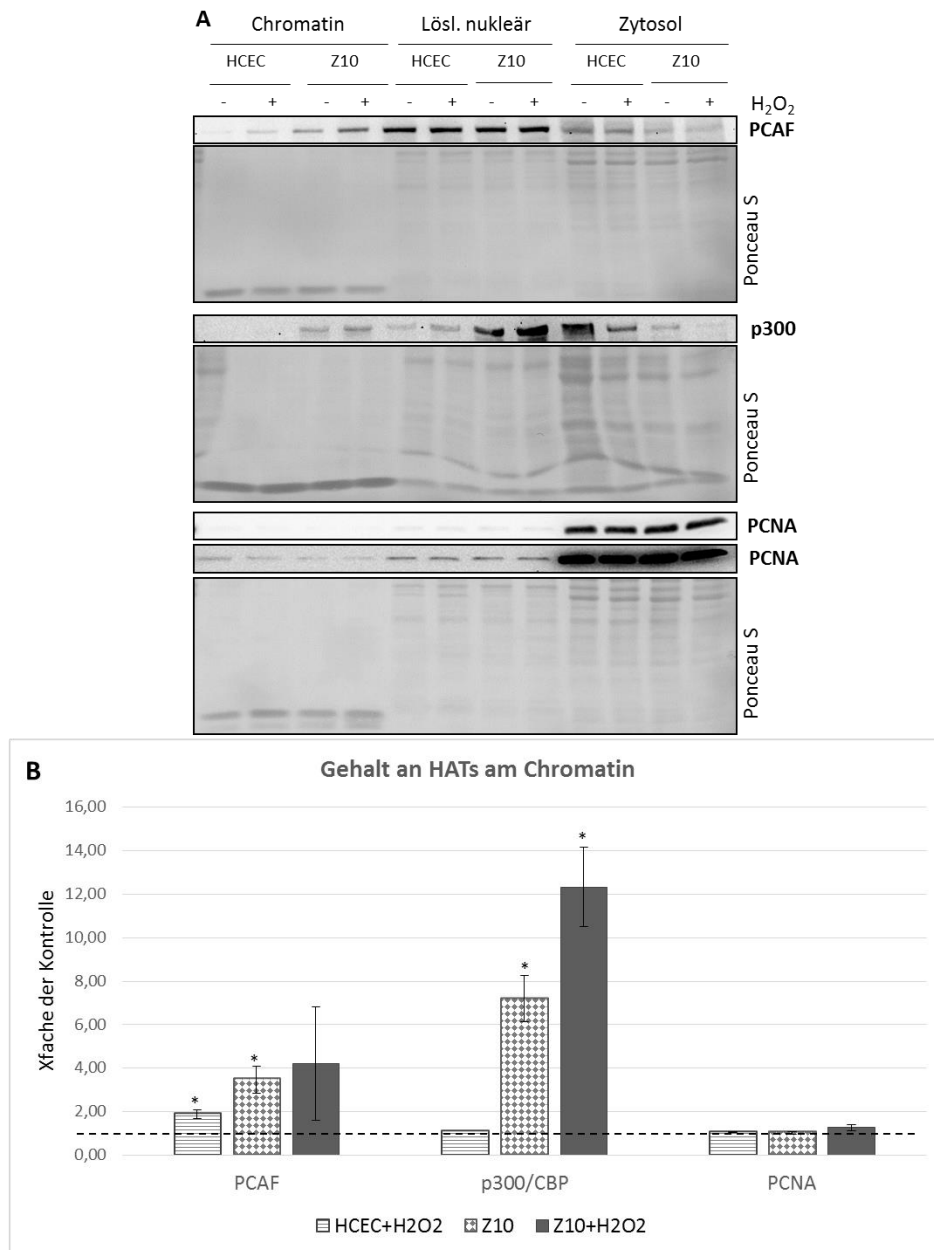 A
Chromatin Lösl. nukleär Zytosol
HCEC Z10 HCEC Z10 HCEC Z10
- + - + - + - + - + - + H₂O₂
PCAF
Ponceau S
p300
Ponceau S
PCNA
PCNA
Ponceau S
B
Gehalt an HATs am Chromatin
Xfache der Kontrolle
16,00
14,00
12,00
10,00
8,00
6,00
4,00
2,00
0,00
* * * *
PCAF p300/CBP PCNA
HCEC+H2O2 Z10 Z10+H2O2